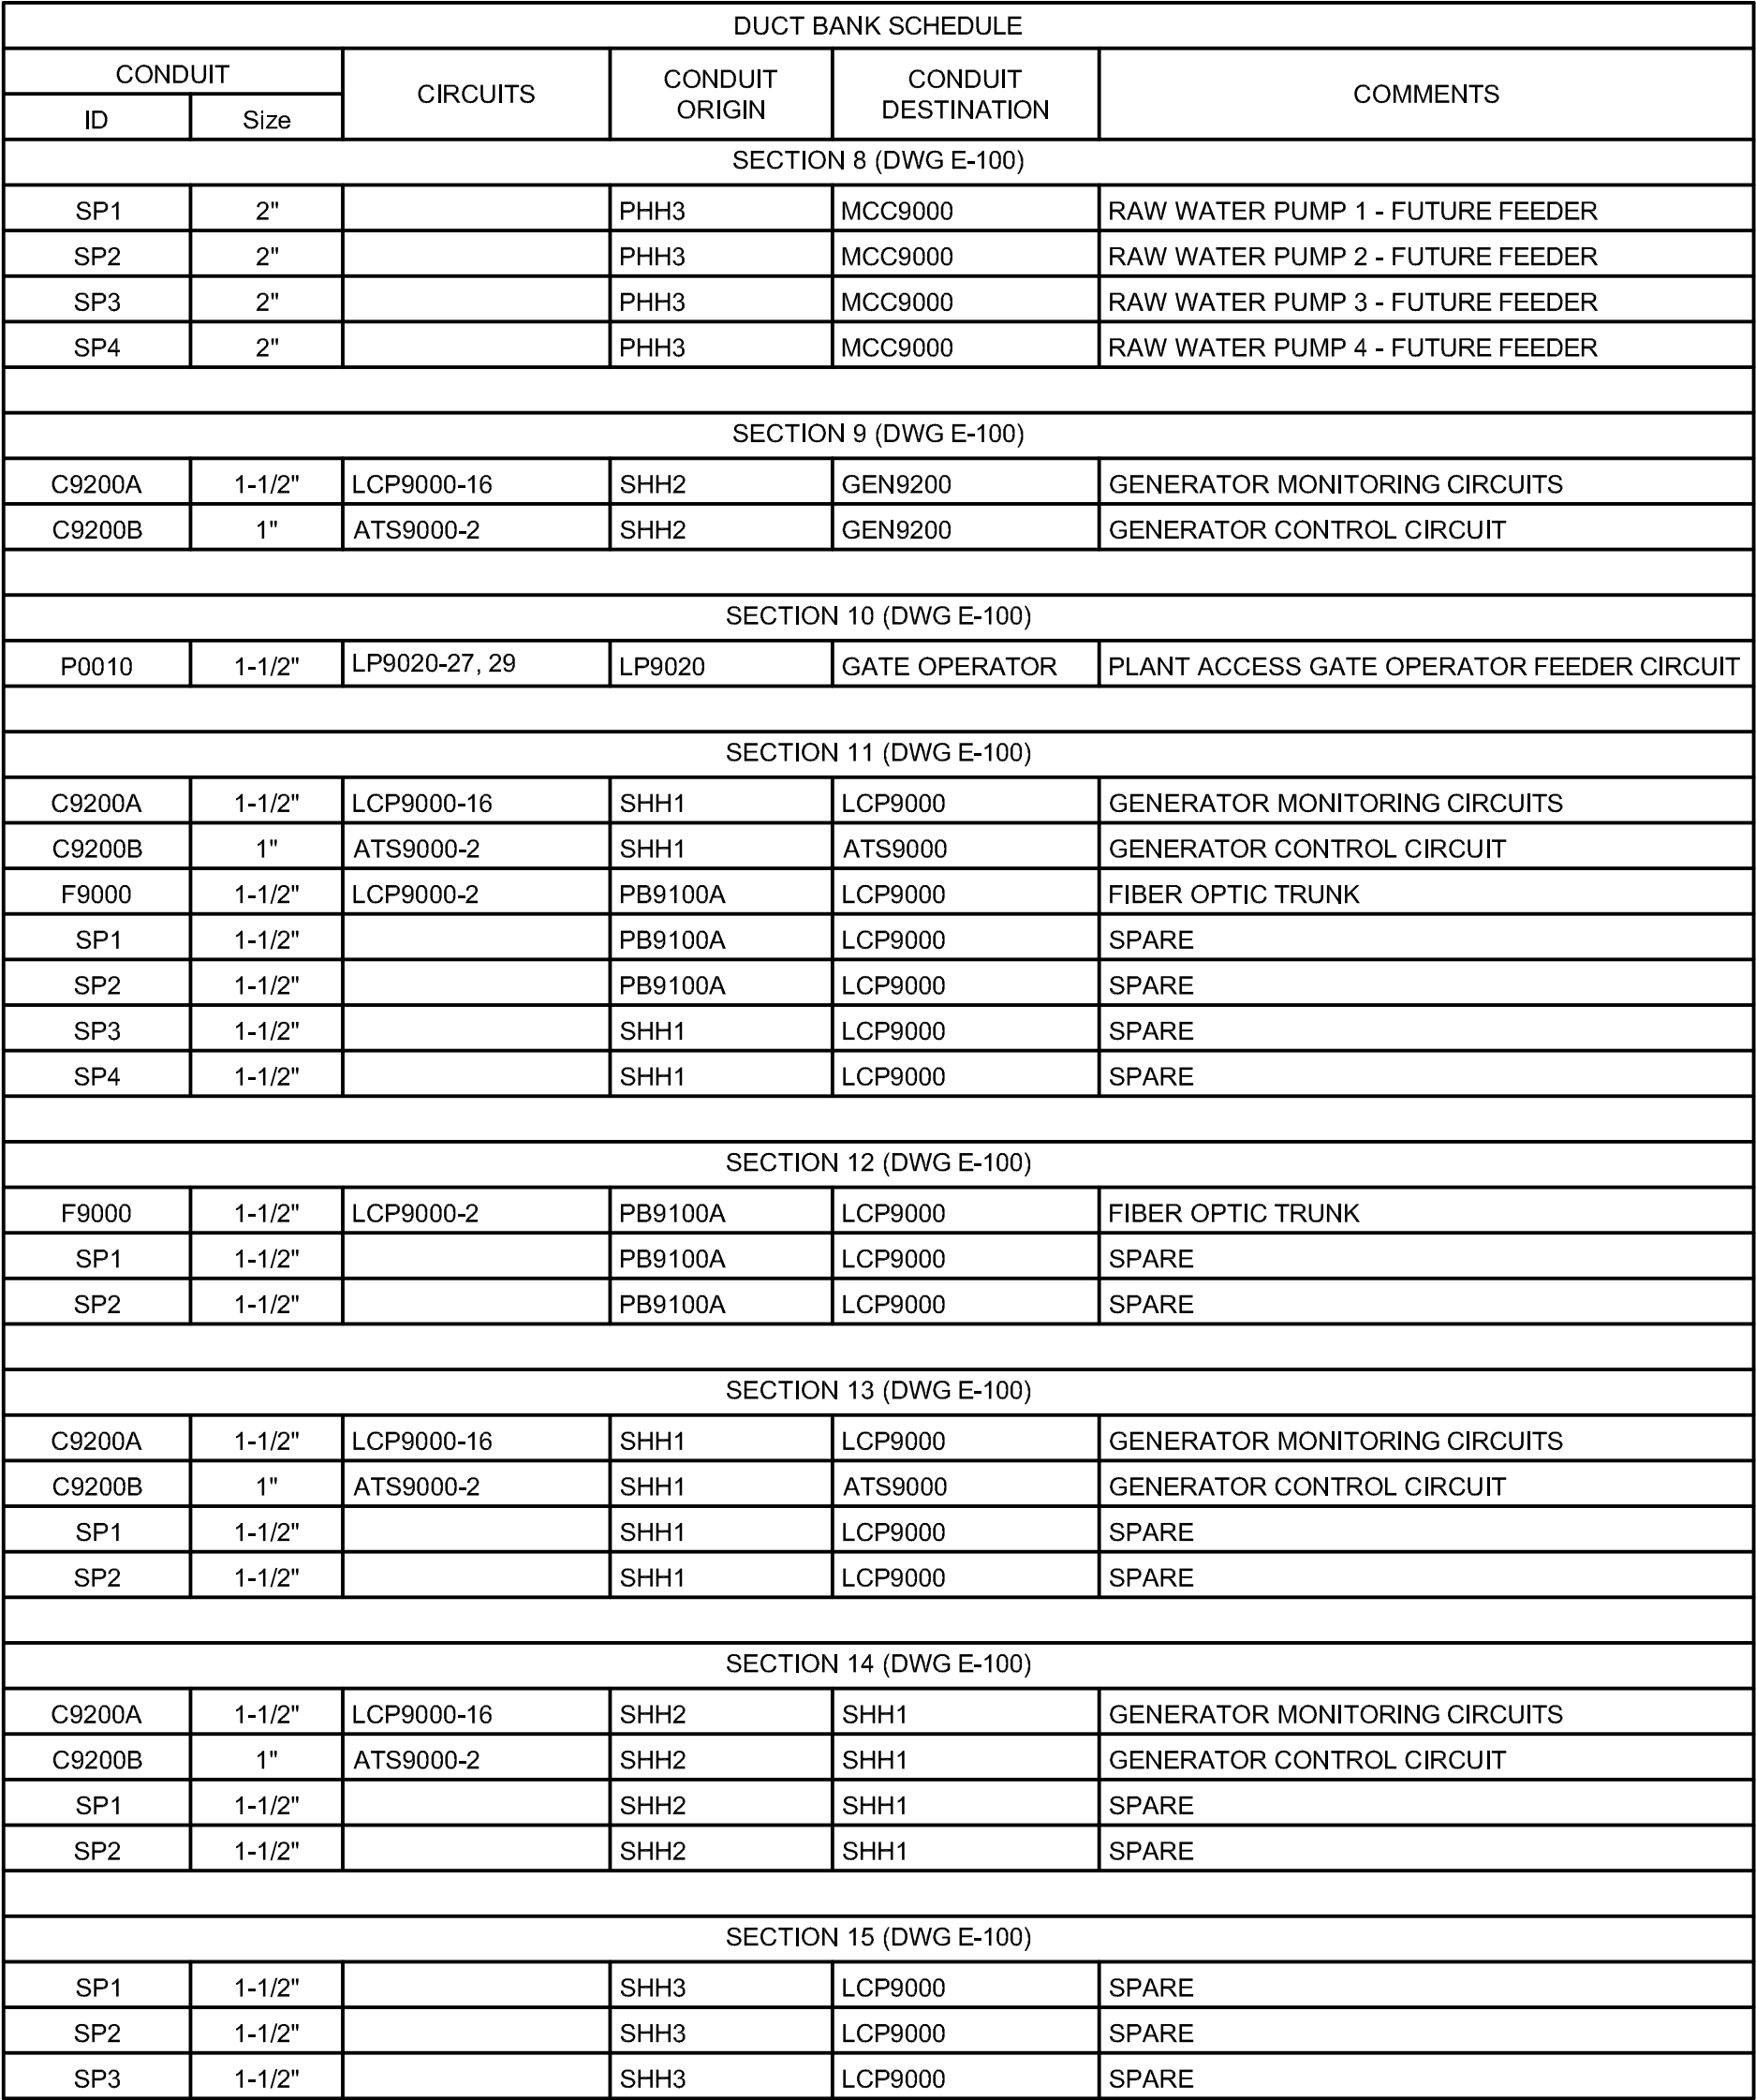 DUCT BANK SCHEDULE
CONDUIT CIRCUITS CONDUIT ORIGIN CONDUIT DESTINATION COMMENTS
ID Size
SECTION 8 (DWG E-100)
SP1 2" PHH3 MCC9000 RAW WATER PUMP 1 - FUTURE FEEDER
SP2 2" PHH3 MCC9000 RAW WATER PUMP 2 - FUTURE FEEDER
SP3 2" PHH3 MCC9000 RAW WATER PUMP 3 - FUTURE FEEDER
SP4 2" PHH3 MCC9000 RAW WATER PUMP 4 - FUTURE FEEDER
SECTION 9 (DWG E-100)
C9200A 1-1/2" LCP9000-16 SHH2 GEN9200 GENERATOR MONITORING CIRCUITS
C9200B 1" ATS9000-2 SHH2 GEN9200 GENERATOR CONTROL CIRCUIT
SECTION 10 (DWG E-100)
P0010 1-1/2" LP9020-27, 29 LP9020 GATE OPERATOR PLANT ACCESS GATE OPERATOR FEEDER CIRCUIT
SECTION 11 (DWG E-100)
C9200A 1-1/2" LCP9000-16 SHH1 LCP9000 GENERATOR MONITORING CIRCUITS
C9200B 1" ATS9000-2 SHH1 ATS9000 GENERATOR CONTROL CIRCUIT
F9000 1-1/2" LCP9000-2 PB9100A LCP9000 FIBER OPTIC TRUNK
SP1 1-1/2" PB9100A LCP9000 SPARE
SP2 1-1/2" PB9100A LCP9000 SPARE
SP3 1-1/2" SHH1 LCP9000 SPARE
SP4 1-1/2" SHH1 LCP9000 SPARE
SECTION 12 (DWG E-100)
F9000 1-1/2" LCP9000-2 PB9100A LCP9000 FIBER OPTIC TRUNK
SP1 1-1/2" PB9100A LCP9000 SPARE
SP2 1-1/2" PB9100A LCP9000 SPARE
SECTION 13 (DWG E-100)
C9200A 1-1/2" LCP9000-16 SHH1 LCP9000 GENERATOR MONITORING CIRCUITS
C9200B 1" ATS9000-2 SHH1 ATS9000 GENERATOR CONTROL CIRCUIT
SP1 1-1/2" SHH1 LCP9000 SPARE
SP2 1-1/2" SHH1 LCP9000 SPARE
SECTION 14 (DWG E-100)
C9200A 1-1/2" LCP9000-16 SHH2 SHH1 GENERATOR MONITORING CIRCUITS
C9200B 1" ATS9000-2 SHH2 SHH1 GENERATOR CONTROL CIRCUIT
SP1 1-1/2" SHH2 SHH1 SPARE
SP2 1-1/2" SHH2 SHH1 SPARE
SECTION 15 (DWG E-100)
SP1 1-1/2" SHH3 LCP9000 SPARE
SP2 1-1/2" SHH3 LCP9000 SPARE
SP3 1-1/2" SHH3 LCP9000 SPARE